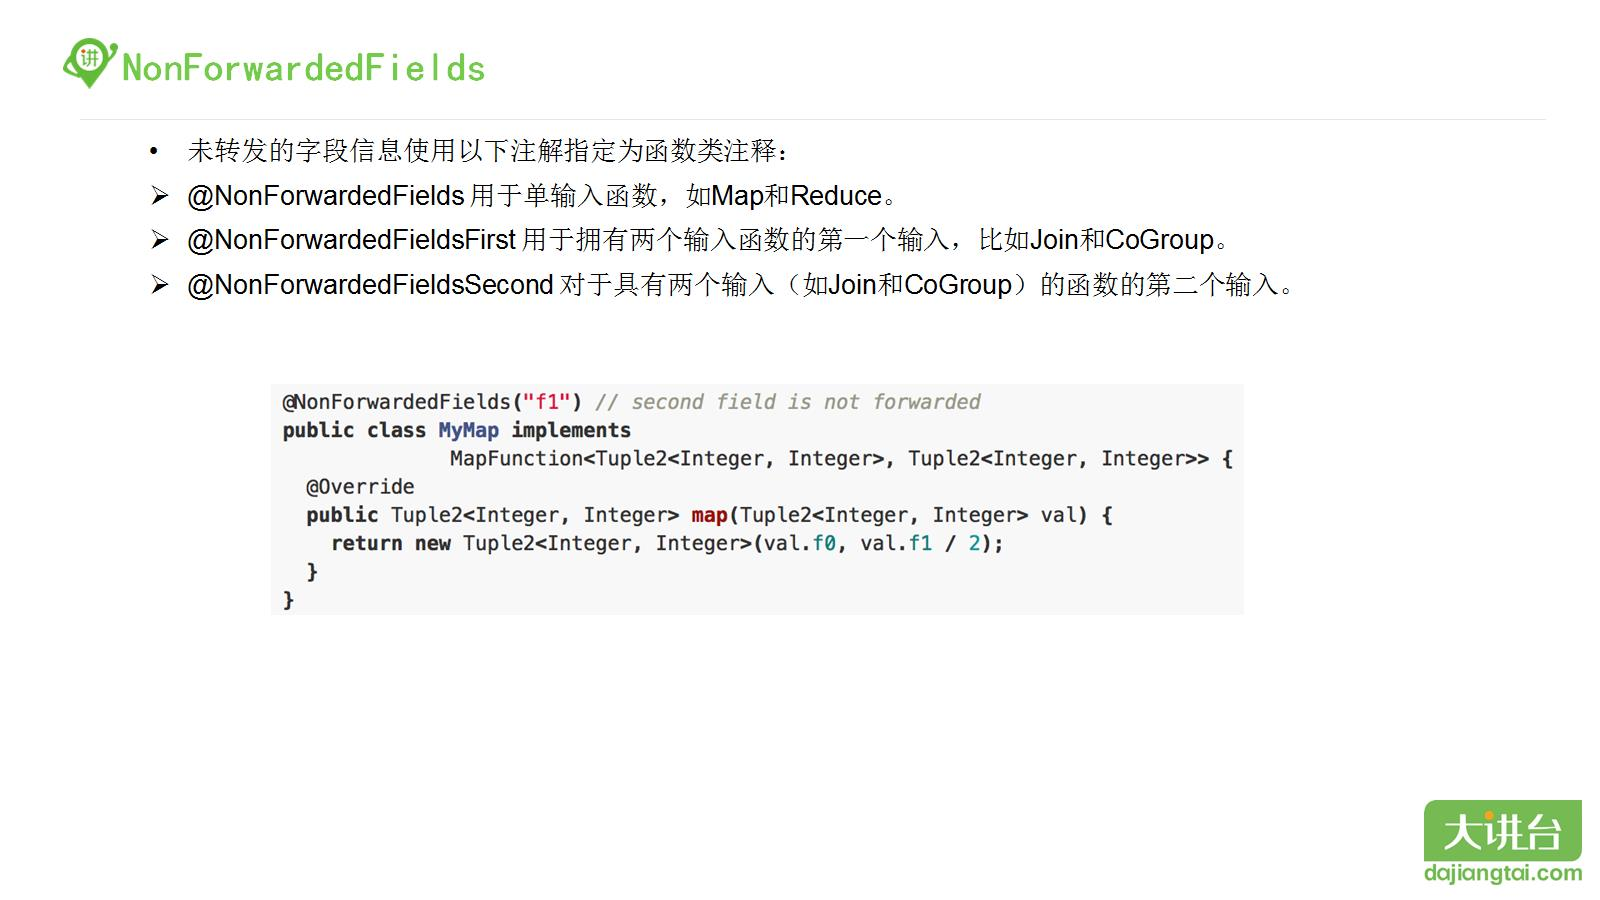 讲
NonForwardedFields
• 未转发的字段信息使用以下注解指定为函数类注释：
➢ @NonForwardedFields 用于单输入函数，如Map和Reduce。
➢ @NonForwardedFieldsFirst 用于拥有两个输入函数的第一个输入，比如Join和CoGroup。
➢ @NonForwardedFieldsSecond 对于具有两个输入（如Join和CoGroup）的函数的第二个输入。
@NonForwardedFields("f1") // second field is not forwarded
public class MyMap implements
MapFunction<Tuple2<Integer, Integer>, Tuple2<Integer, Integer>> {
@Override
public Tuple2<Integer, Integer> map(Tuple2<Integer, Integer> val) {
return new Tuple2<Integer, Integer>(val.f0, val.f1 / 2);
}
}
大讲台
dajiangtai.com